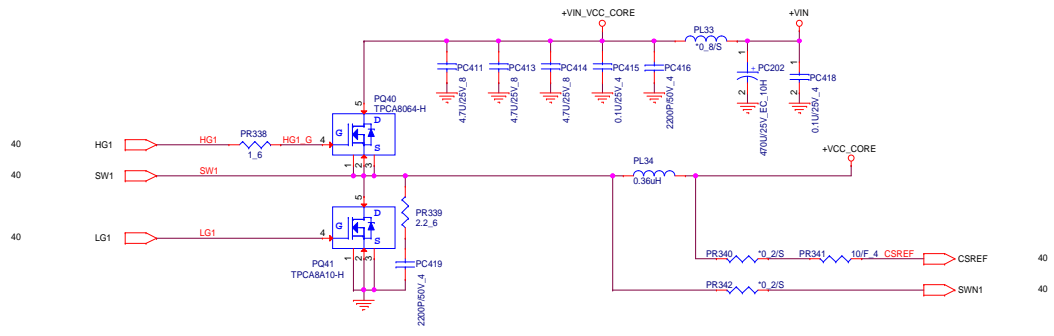 +VIN_VCC_CORE
+VIN
PL33
*0_8/S
PC411
4.7U/25V_8
PC413
4.7U/25V_8
PC414
4.7U/25V_8
PC415
0.1U/25V_4
PC416
2200P/50V_4
1
+
PC202
2
470U/25V_EC_10H
1
PC418
2
0.1U/25V_4
PQ40
TPCA8064-H
5
D
G
S
4
1
2
3
40
HG1
HG1
PR338
1_6
HG1_G
40
SW1
SW1
PL34
0.36uH
+VCC_CORE
5
D
G
S
4
1
2
3
PR339
2.2_6
40
LG1
LG1
PQ41
TPCA8A10-H
PC419
2200P/50V_4
PR340
*0_2/S
PR341
10/F_4
CSREF
CSREF
40
PR342
*0_2/S
SWN1
40